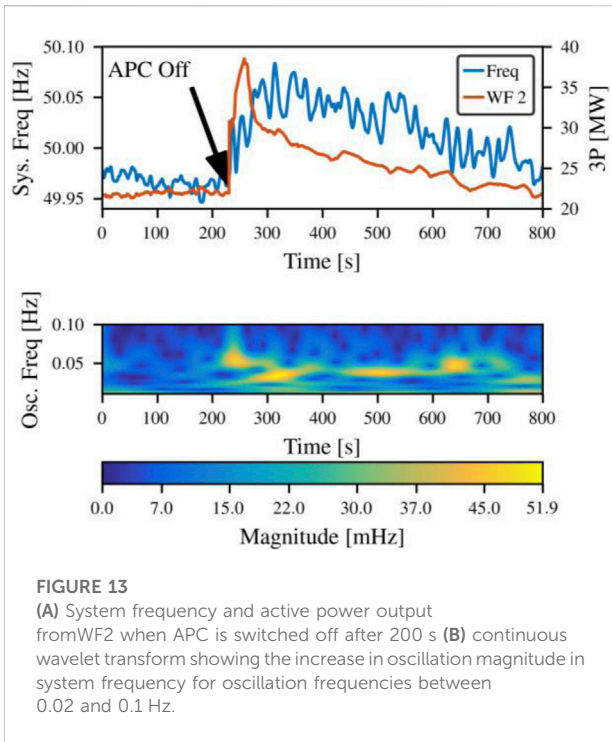 50.10
50.05
50.00
49.95
Sys. Freq [Hz]
APC Off
Freq
WF 2
40
35
30
25
20
3P [MW]
0 100 200 300 400 500 600 700 800
Time [s]
0.10
0.05
Osc. Freq [Hz]
0 100 200 300 400 500 600 700 800
Time [s]
0.0 7.0 15.0 22.0 30.0 37.0 45.0 51.9
Magnitude [mHz]
FIGURE 13
(A) System frequency and active power output
fromWF2 when APC is switched off after 200 s (B) continuous
wavelet transform showing the increase in oscillation magnitude in
system frequency for oscillation frequencies between
0.02 and 0.1 Hz.